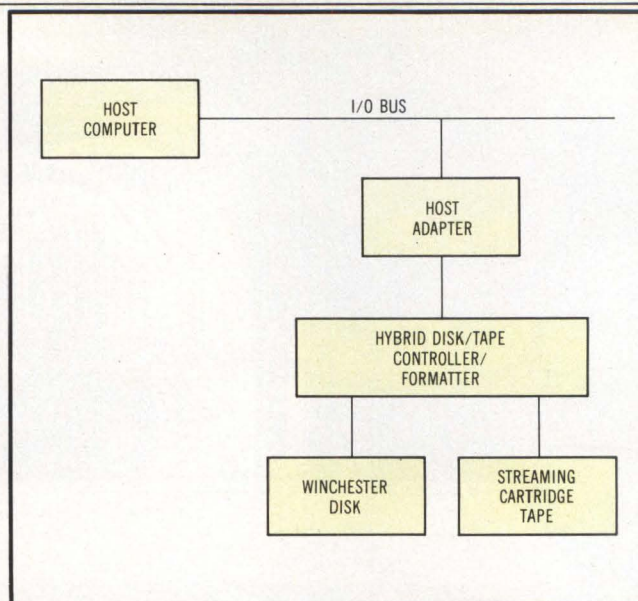 HOST
COMPUTER
I/O BUS
HOST
ADAPTER
HYBRID DISK/TAPE
CONTROLLER/
FORMATTER
WINCHESTER
DISK
STREAMING
CARTRIDGE
TAPE